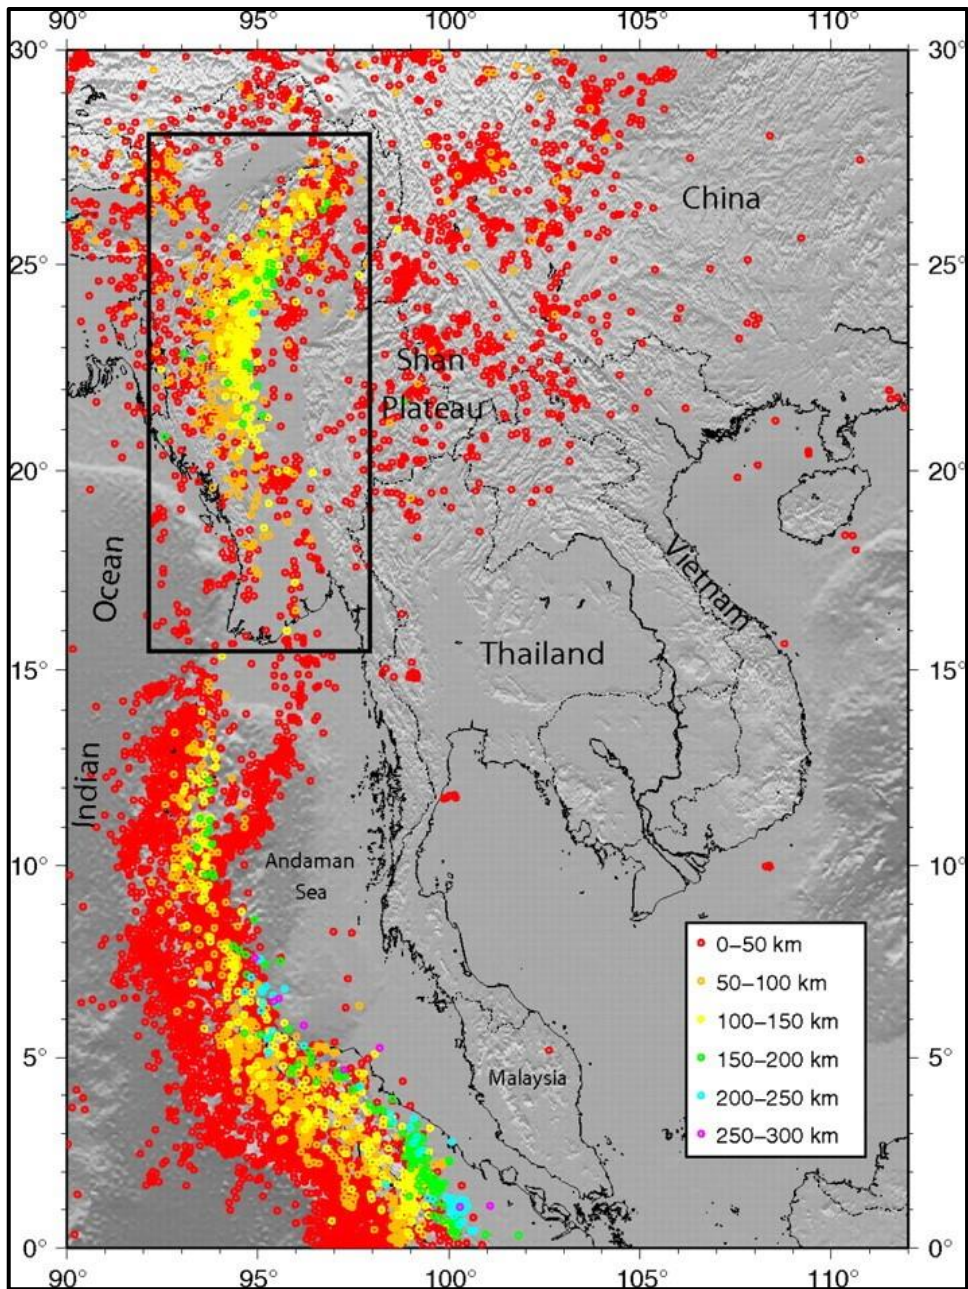 90° 95° 100° 105° 110°
30° 30°
China
25° 25°
Shan
Plateau
20° 20°
Ocean
Vietnam
Thailand
15° 15°
Indian
Andaman
Sea
10° 10°
0–50 km
50–100 km
100–150 km
150–200 km
200–250 km
250–300 km
5° 5°
Malaysia
0° 0°
90° 95° 100° 105° 110°